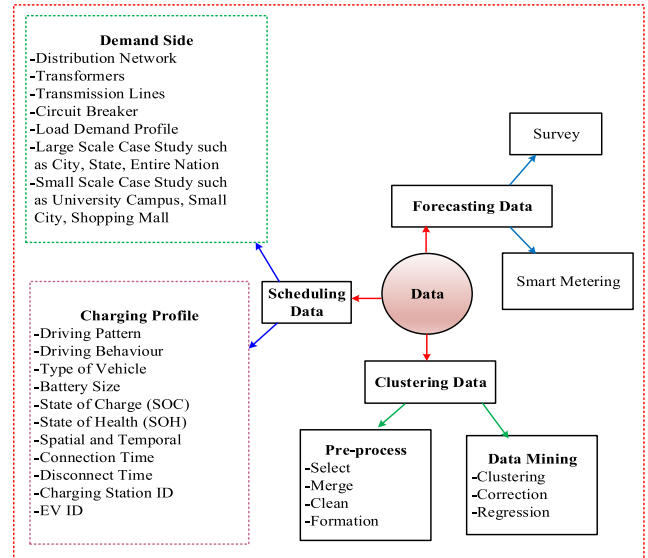 Demand Side
-Distribution Network
-Transformers
-Transmission Lines
-Circuit Breaker
-Load Demand Profile
-Large Scale Case Study such
as City, State, Entire Nation
-Small Scale Case Study such
as University Campus, Small
City, Shopping Mall
Survey
Forecasting Data
Smart Metering
Data
Scheduling
Data
Charging Profile
-Driving Pattern
-Driving Behaviour
-Type of Vehicle
-Battery Size
-State of Charge (SOC)
-State of Health (SOH)
-Spatial and Temporal
-Connection Time
-Disconnect Time
-Charging Station ID
-EV ID
Clustering Data
Pre-process
-Select
-Merge
-Clean
-Formation
Data Mining
-Clustering
-Correction
-Regression